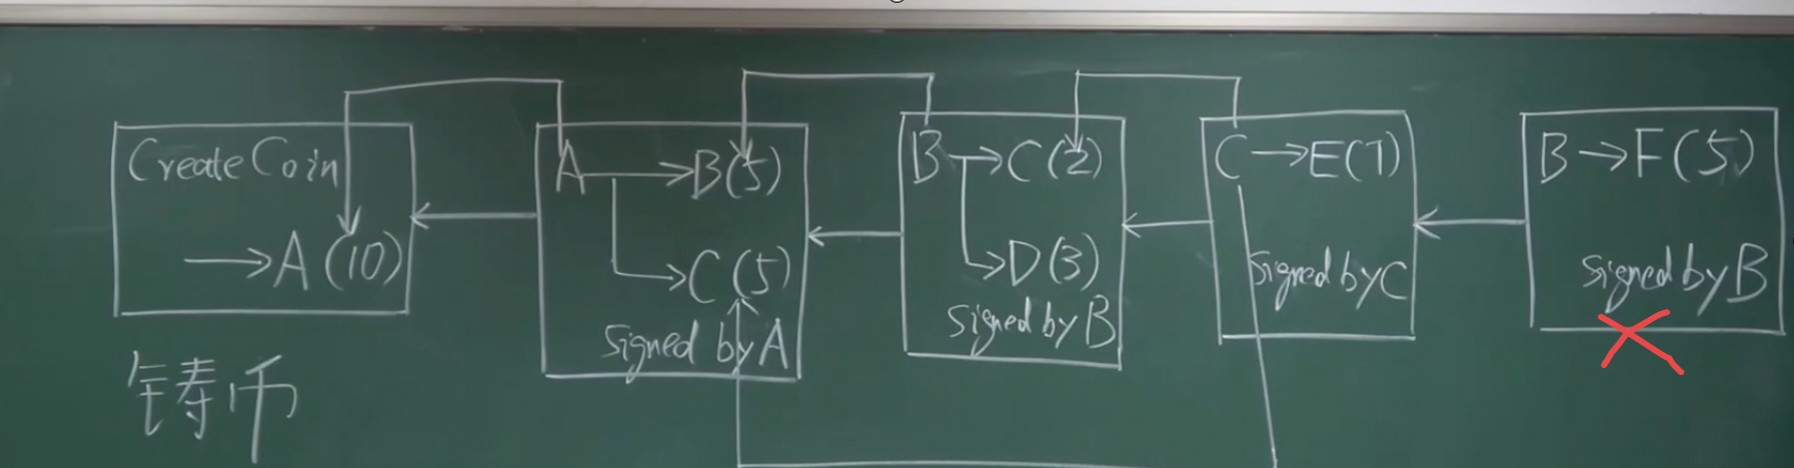 Create Coin
→A(10)
A→B(5)
→C(5)
signed by A
B→C(2)
→D(3)
signed by B
C→E(7)
signed by C
B→F(5)
signed by B
铸币